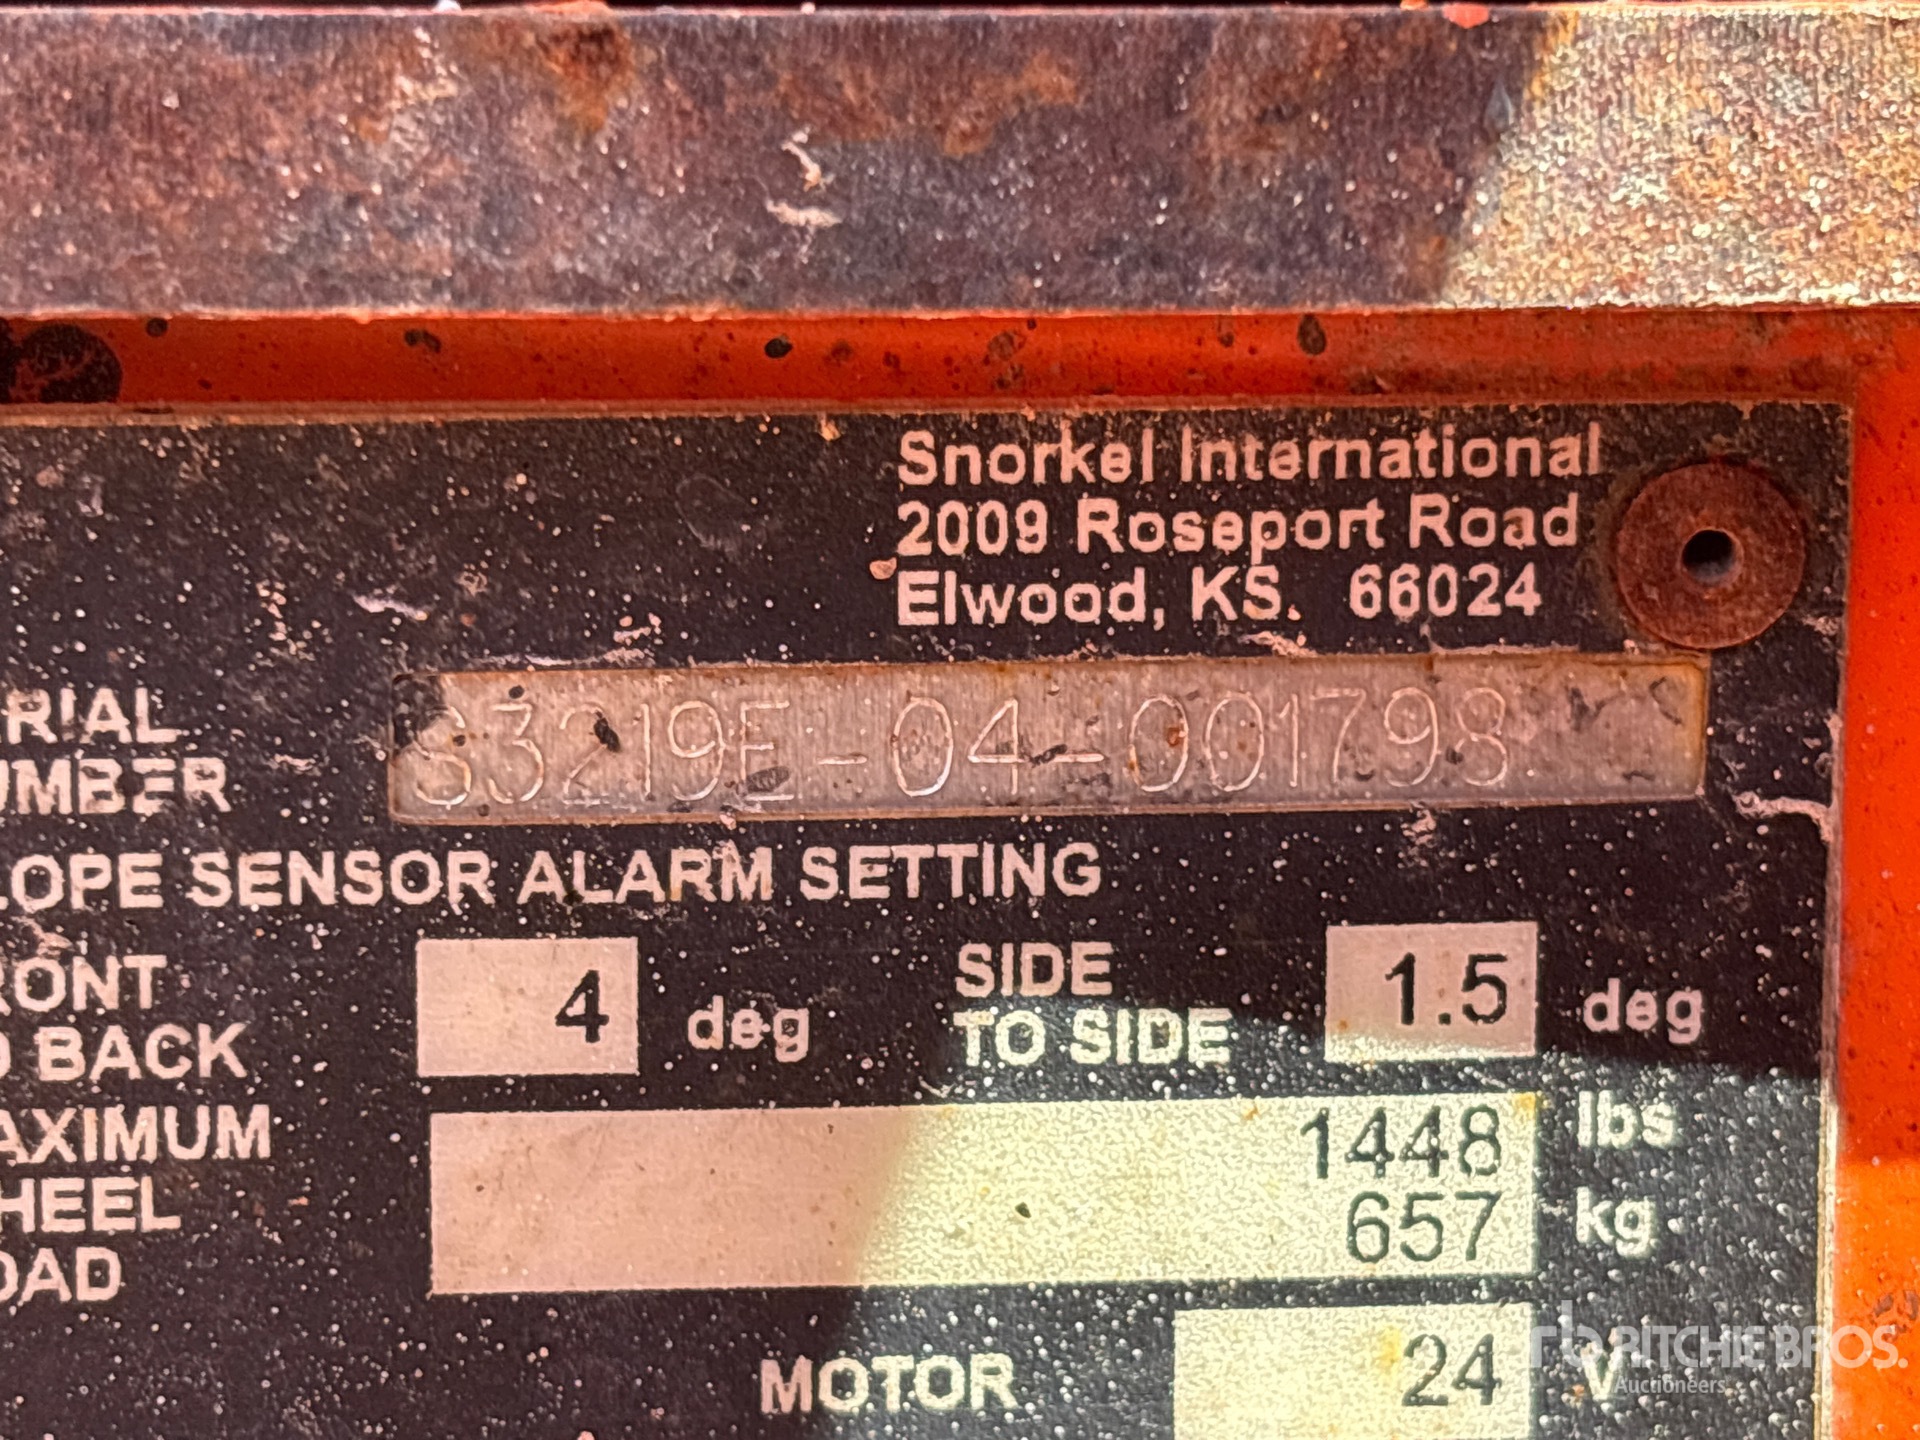 Snorkel International
2009 Roseport Road
Elwood, KS. 66024
ERIAL
UMBER
S3219E-04-001798
LOPE SENSOR ALARM SETTING
RONT
O BACK
4 deg
SIDE
TO SIDE
1.5 deg
AXIMUM
HEEL
OAD
1448 lbs
657 kg
MOTOR 24 V
rb RITCHIE BROS.
Auctioneers